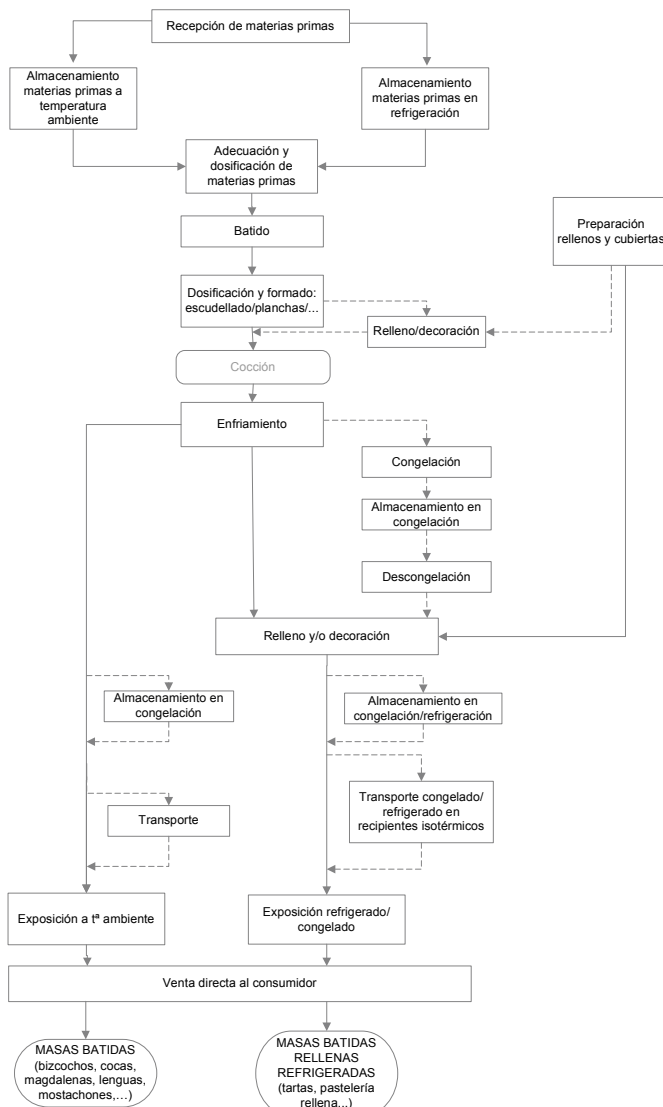 Recepción de materias primas
Almacenamiento
materias primas a
temperatura
ambiente
Almacenamiento
materias primas en
refrigeración
Adecuación y
dosificación de
materias primas
Batido
Preparación
rellenos y cubiertas
Dosificación y formado:
escudellado/planchas/...
Relleno/decoración
Cocción
Enfriamiento
Congelación
Almacenamiento en
congelación
Descongelación
Relleno y/o decoración
Almacenamiento en
congelación
Almacenamiento en
congelación/refrigeración
Transporte
Transporte congelado/
refrigerado en
recipientes isotérmicos
Exposición a tª ambiente
Exposición refrigerado/
congelado
Venta directa al consumidor
MASAS BATIDAS
(bizcochos, cocas,
magdalenas, lenguas,
mostachones,...)
MASAS BATIDAS
RELLENAS
REFRIGERADAS
(tartas, pastelería
rellena...)